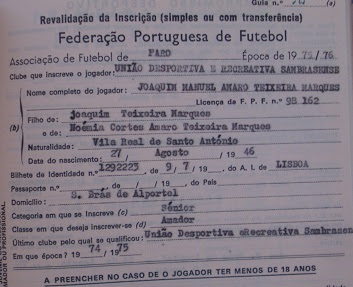 Guia n.º (a)
Revalidação da Inscrição (simples ou com transferência)
Federação Portuguesa de Futebol
Associação de Futebol de FARO Época de 19 75/76
Clube que Inscreve o jogador: UNIÃO DESPORTIVA E RECREATIVA SAMBRASENSE
Nome completo do jogador: JOAQUIM MANUEL AMARO TEIXEIRA MARQUES
Licença da F. P. F. n.º 98 162
(b) Filho de: Joaquim Teixeira Marques
e de: Noémia Cortes Amaro Teixeira Marques
Naturalidade: Vila Real de Santo António
Data do nascimento: 27/ Agosto / 19 46
Bilhete de Identidade n.º 1292223, de 9/ 7 / 19 , do A. I. de LISBOA
Passaporte n.º , de / / 19 , do País
Domicílio: S. Brás de Alportel
Categoria em que se Inscreve (c) Sénior
Classe em que deseja inscrever-se (d) Amador
Último clube pelo qual se qualificou: União Desportiva eRecreativa Sambrasen
Em que época? 19 74 /19 75
A PREENCHER NO CASO DE O JOGADOR TER MENOS DE 18 ANOS